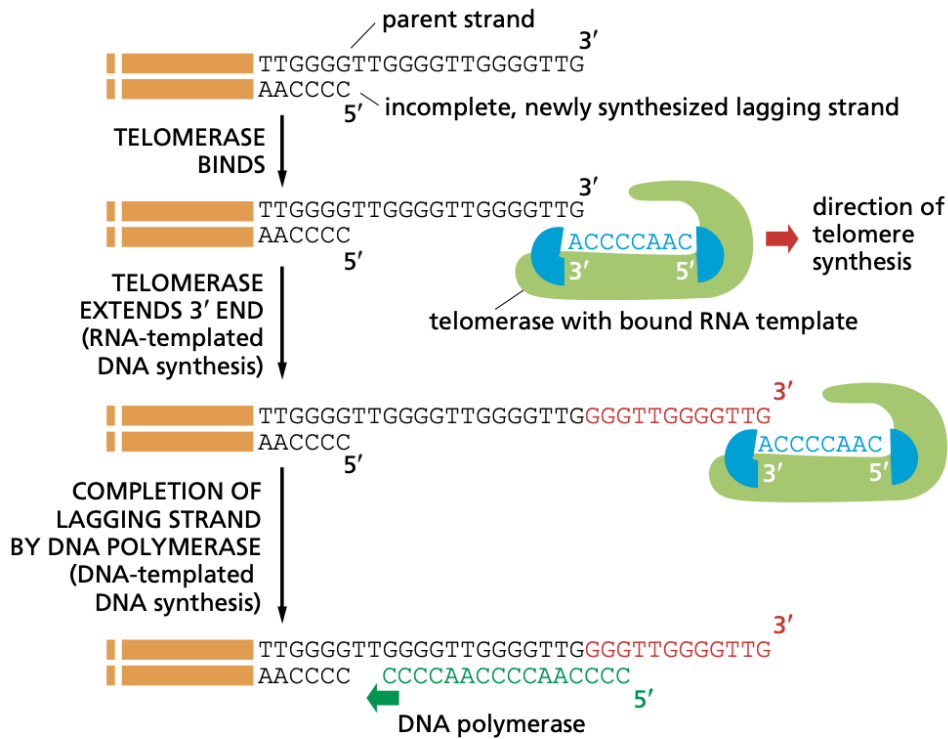 parent strand
3′
TTGGGGTTGGGGTTGGGGTTG
AACCCC
5′
incomplete, newly synthesized lagging strand
TELOMERASE
BINDS
3′
TTGGGGTTGGGGTTGGGGTTG
AACCCC
5′
ACCCCAAC
3′ 5′
direction of
telomere
synthesis
telomerase with bound RNA template
TELOMERASE
EXTENDS 3′ END
(RNA-templated
DNA synthesis)
3′
TTGGGGTTGGGGTTGGGGTTGGGGTTGGGGTTG
AACCCC
5′
ACCCCAAC
3′ 5′
COMPLETION OF
LAGGING STRAND
BY DNA POLYMERASE
(DNA-templated
DNA synthesis)
3′
TTGGGGTTGGGGTTGGGGTTGGGGTTGGGGTTG
AACCCC CCCCAACCCCAACCCC
5′
DNA polymerase